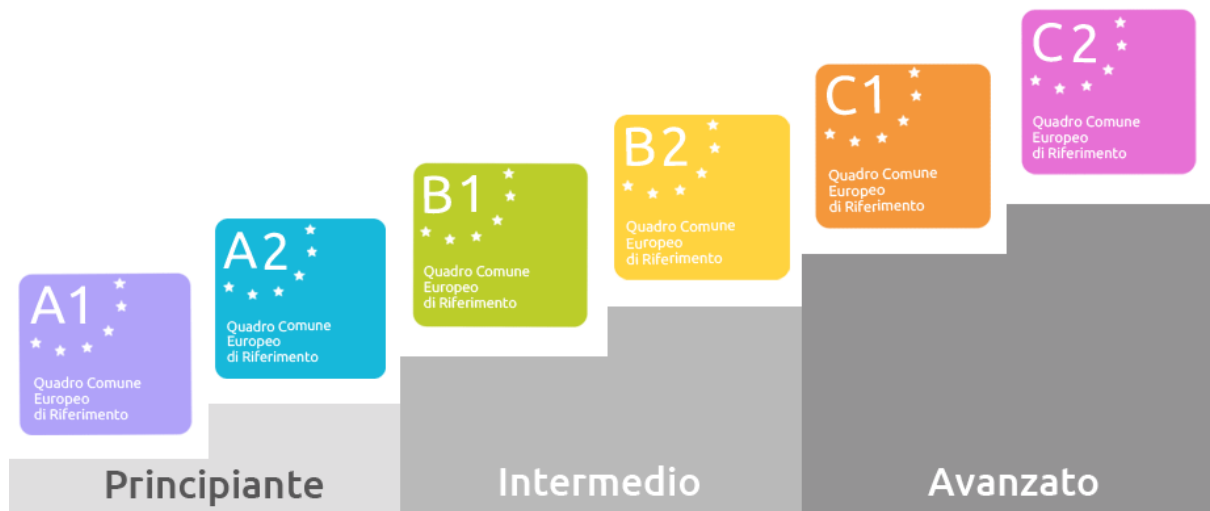 A1
Quadro Comune
Europeo
di Riferimento
A2
Quadro Comune
Europeo
di Riferimento
B1
Quadro Comune
Europeo
di Riferimento
B2
Quadro Comune
Europeo
di Riferimento
C1
Quadro Comune
Europeo
di Riferimento
C2
Quadro Comune
Europeo
di Riferimento
Principiante
Intermedio
Avanzato